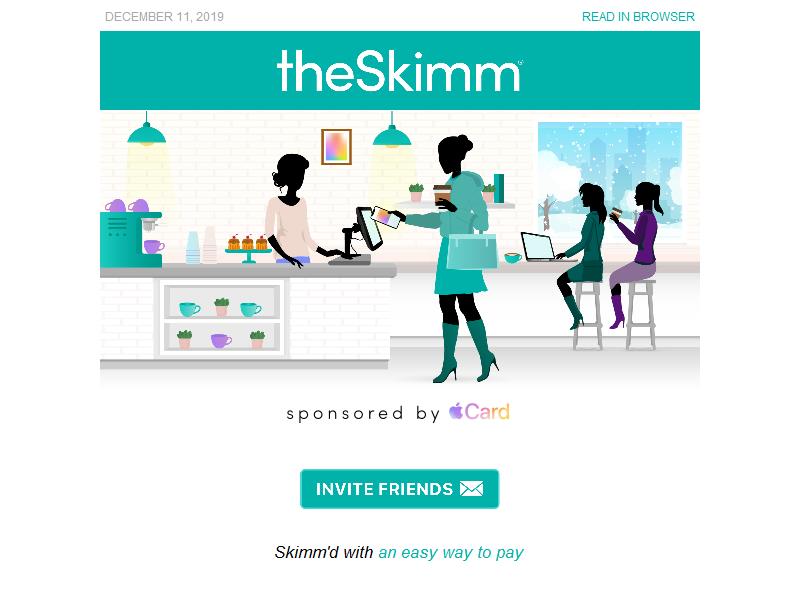 DECEMBER 11, 2019 READ IN BROWSER
theSkimm®
sponsored by Card
INVITE FRIENDS
Skimm'd with an easy way to pay